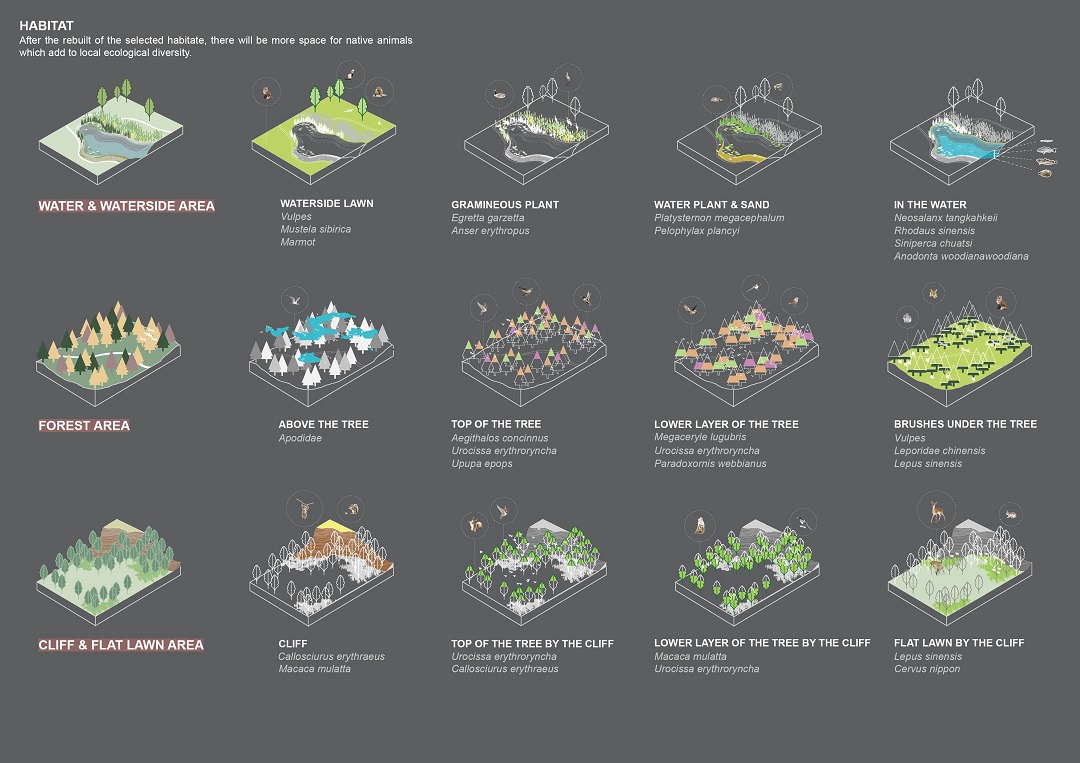 HABITAT
After the rebuilt of the selected habitate, there will be more space for native animals
which add to local ecological diversity.
WATER & WATERSIDE AREA
WATERSIDE LAWN
Vulpes
Mustela sibirica
Marmot
GRAMINEOUS PLANT
Egretta garzetta
Anser erythropus
WATER PLANT & SAND
Platysternon megacephalum
Pelophylax plancyi
IN THE WATER
Neosalanx tangkahkeii
Rhodaus sinensis
Siniperca chuatsi
Anodonta woodianawoodiana
FOREST AREA
ABOVE THE TREE
Apodidae
TOP OF THE TREE
Aegithalos concinnus
Urocissa erythroryncha
Upupa epops
LOWER LAYER OF THE TREE
Megaceryle lugubris
Urocissa erythroryncha
Paradoxornis webbianus
BRUSHES UNDER THE TREE
Vulpes
Leporidae chinensis
Lepus sinensis
CLIFF & FLAT LAWN AREA
CLIFF
Callosciurus erythraeus
Macaca mulatta
TOP OF THE TREE BY THE CLIFF
Urocissa erythroryncha
Callosciurus erythraeus
LOWER LAYER OF THE TREE BY THE CLIFF
Macaca mulatta
Urocissa erythroryncha
FLAT LAWN BY THE CLIFF
Lepus sinensis
Cervus nippon